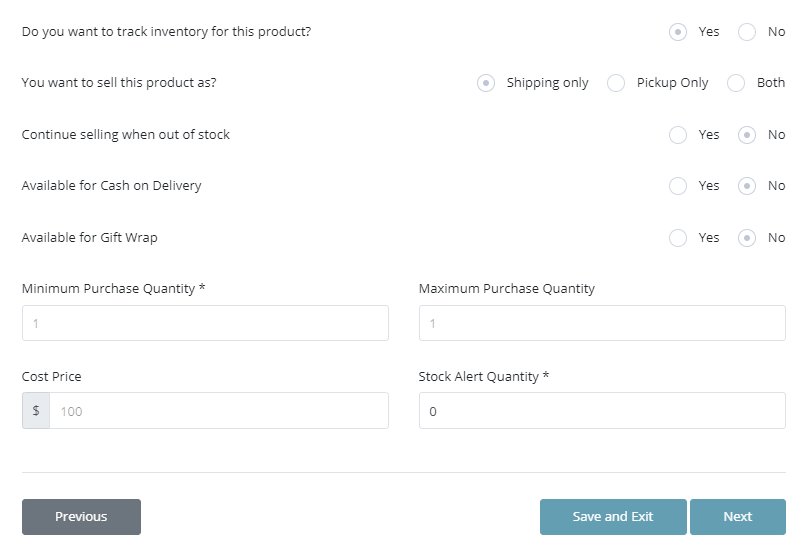 Do you want to track inventory for this product? Yes No
You want to sell this product as? Shipping only Pickup Only Both
Continue selling when out of stock Yes No
Available for Cash on Delivery Yes No
Available for Gift Wrap Yes No
Minimum Purchase Quantity * Maximum Purchase Quantity
1 1
Cost Price Stock Alert Quantity *
$ 100 0
Previous Save and Exit Next